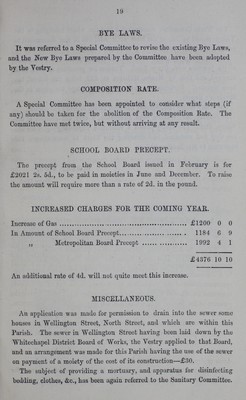 19
BYE LAWS.
It was referred to a Special Committee to revise the existing Bye Laws,
and the New Bye Laws prepared by the Committee have been adopted
by the Vestry.
COMPOSITION RATE.
A Special Committee has been appointed to consider what steps (if
any) should be taken for the abolition of the Composition Rate. The
Committee have met twice, but without arriving at any result.
SCHOOL BOARD PRECEPT.
The precept from the School Board issued in February is for
£2021 2s. 5d., to be paid in moieties in June and December. To raise
the amount will require more than a rate of 2d. in the pound.
INCREASED CHARGES FOR THE COMING YEAR.
Increase of Gas ........ £1200 0 0
In Amount of School Board Precept........ 1184 6 9
„ Metropolitan Board Precept ........ 1992 4 1
£4376 10 10
An additional rate of 4d. will not quite meet this increase.
MISCELLANEOUS.
An application was made for permission to drain into the sewer some
houses in Wellington Street, North Street, and which are within this
Parish. The sewer in Wellington Street having been laid down by the
Whitechapel District Board of Works, the Vestry applied to that Board,
and an arrangement was made for this Parish having the use of the sewer
on payment of a moiety of the cost of its construction—£30.
The subject of providing a mortuary, and apparatus for disinfecting
bedding, clothes, &c., has been again referred to the Sanitary Committee.